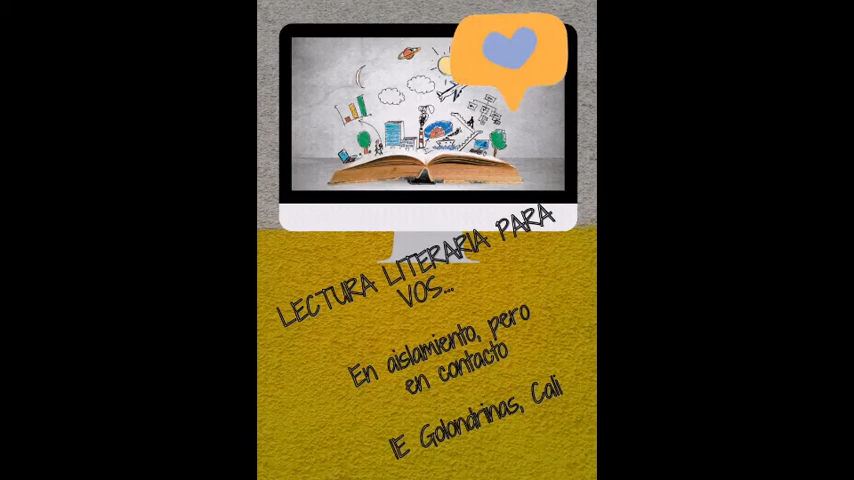 LECTURA LITERARIA PARA
VOS...
En aislamiento, pero
en contacto
IE Golondrinas, Cali